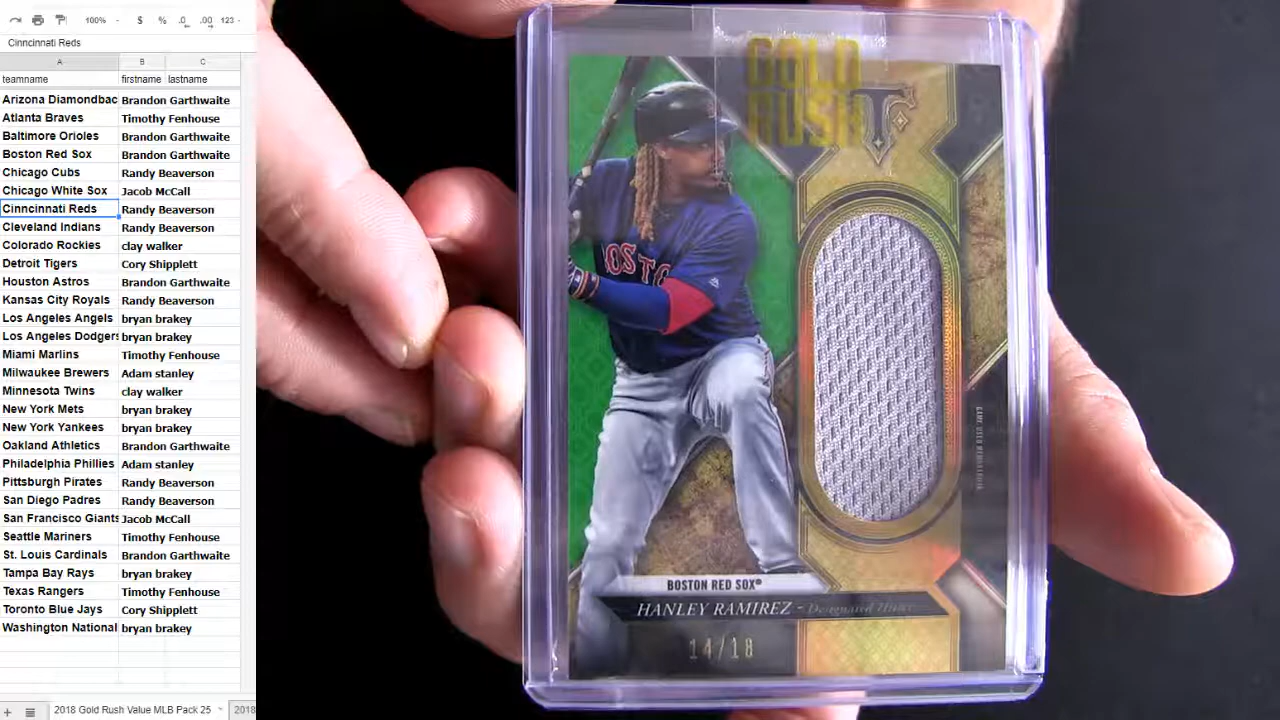 100%
$ % .0 .00 123
Cinncinnati Reds
A B C
teamname firstname lastname
Arizona Diamondbac Brandon Garthwaite
Atlanta Braves Timothy Fenhouse
Baltimore Orioles Brandon Garthwaite
Boston Red Sox Brandon Garthwaite
Chicago Cubs Randy Beaverson
Chicago White Sox Jacob McCall
Cinncinnati Reds Randy Beaverson
Cleveland Indians Randy Beaverson
Colorado Rockies clay walker
Detroit Tigers Cory Shipplett
Houston Astros Brandon Garthwaite
Kansas City Royals Randy Beaverson
Los Angeles Angels bryan brakey
Los Angeles Dodgers bryan brakey
Miami Marlins Timothy Fenhouse
Milwaukee Brewers Adam stanley
Minnesota Twins clay walker
New York Mets bryan brakey
New York Yankees bryan brakey
Oakland Athletics Brandon Garthwaite
Philadelphia Phillies Adam stanley
Pittsburgh Pirates Randy Beaverson
San Diego Padres Randy Beaverson
San Francisco Giants Jacob McCall
Seattle Mariners Timothy Fenhouse
St. Louis Cardinals Brandon Garthwaite
Tampa Bay Rays bryan brakey
Texas Rangers Timothy Fenhouse
Toronto Blue Jays Cory Shipplett
Washington National bryan brakey
2018 Gold Rush Value MLB Pack 25 2018
GOLD
RUSH
T
BOSTON
GAME-USED MEMORABILIA
BOSTON RED SOX®
HANLEY RAMIREZ - Designated Hitter
14/18